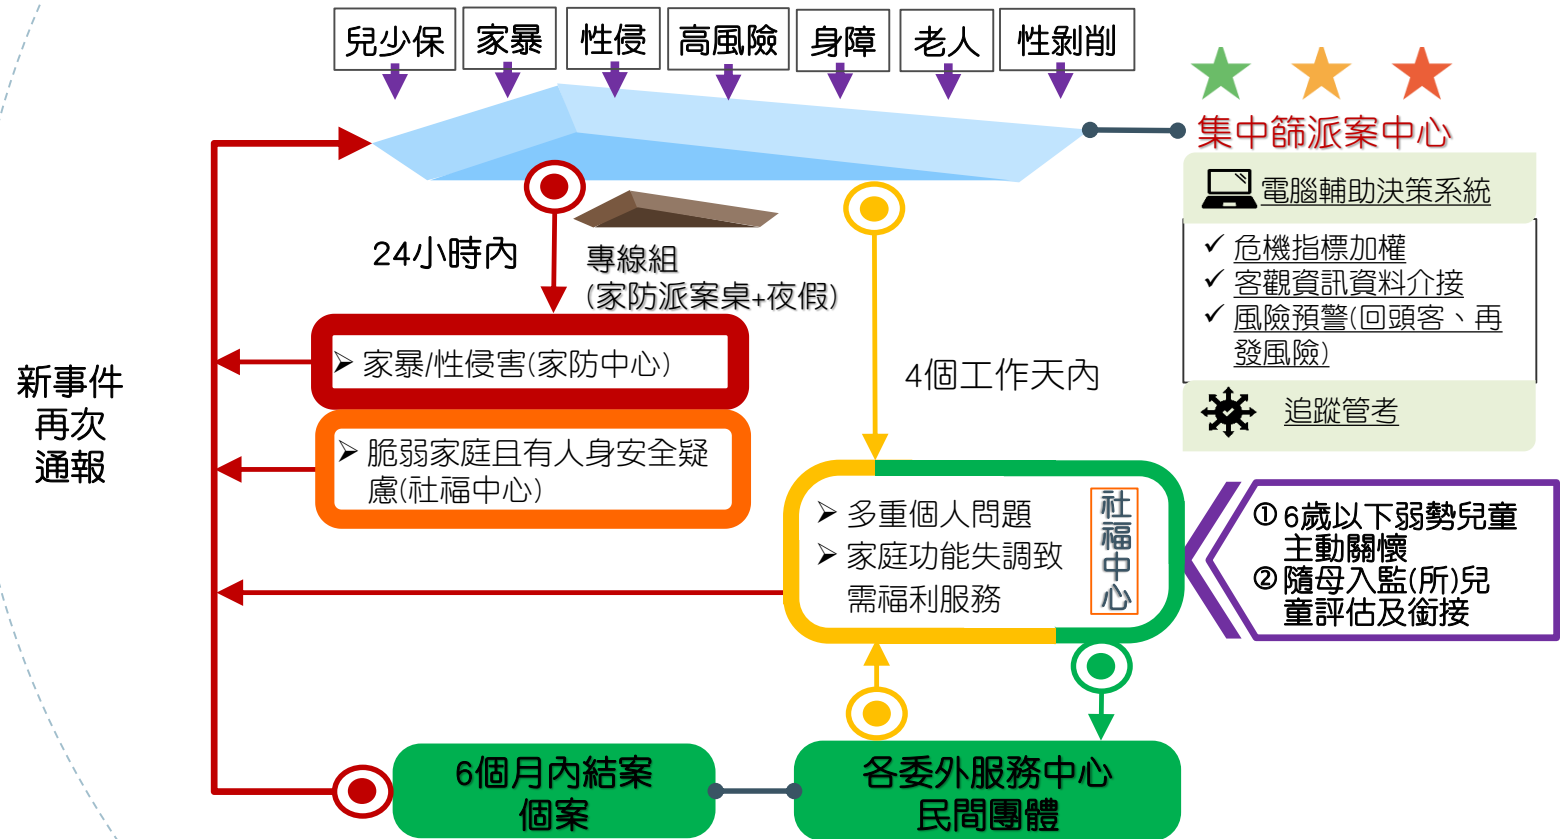 兒少保
家暴
性侵
高風險
身障
老人
性剝削
集中篩派案中心
電腦輔助決策系統
✓ 危機指標加權
✓ 客觀資訊資料介接
✓ 風險預警(回頭客、再
發風險)
追蹤管考
24小時內
專線組
(家防派案桌+夜假)
➢ 家暴/性侵害(家防中心)
➢ 脆弱家庭且有人身安全疑
慮(社福中心)
4個工作天內
新事件
再次
通報
➢ 多重個人問題
➢ 家庭功能失調致
需福利服務
社福中心
① 6歲以下弱勢兒童
主動關懷
② 隨母入監(所)兒
童評估及銜接
6個月內結案
個案
各委外服務中心
民間團體